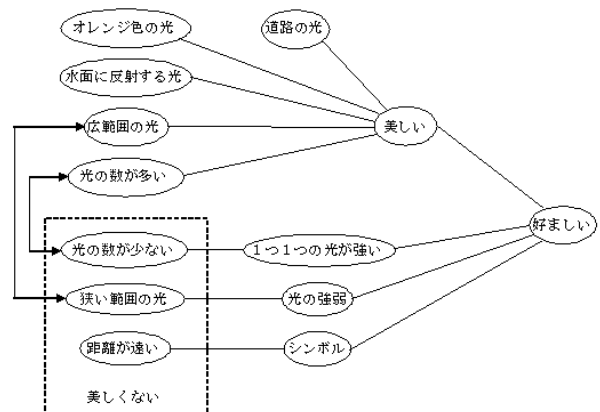 オレンジ色の光
道路の光
水面に反射する光
広範囲の光
美しい
光の数が多い
好ましい
光の数が少ない
１つ１つの光が強い
狭い範囲の光
光の強弱
距離が遠い
シンボル
美しくない